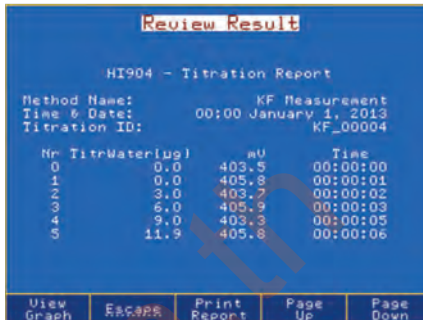 Review Result
HI904 - Titration Report
Method Name: KF Measurement
Time & Date: 00:00 January 1, 2013
Titration ID: KF_00004
Nr TitrWater[ug] mV Time
0 0.0 403.5 00:00:00
1 0.0 405.8 00:00:01
2 3.0 403.7 00:00:02
3 6.0 405.9 00:00:03
4 9.0 403.3 00:00:05
5 11.9 405.8 00:00:06
View Graph Escape Print Report Page Up Page Down